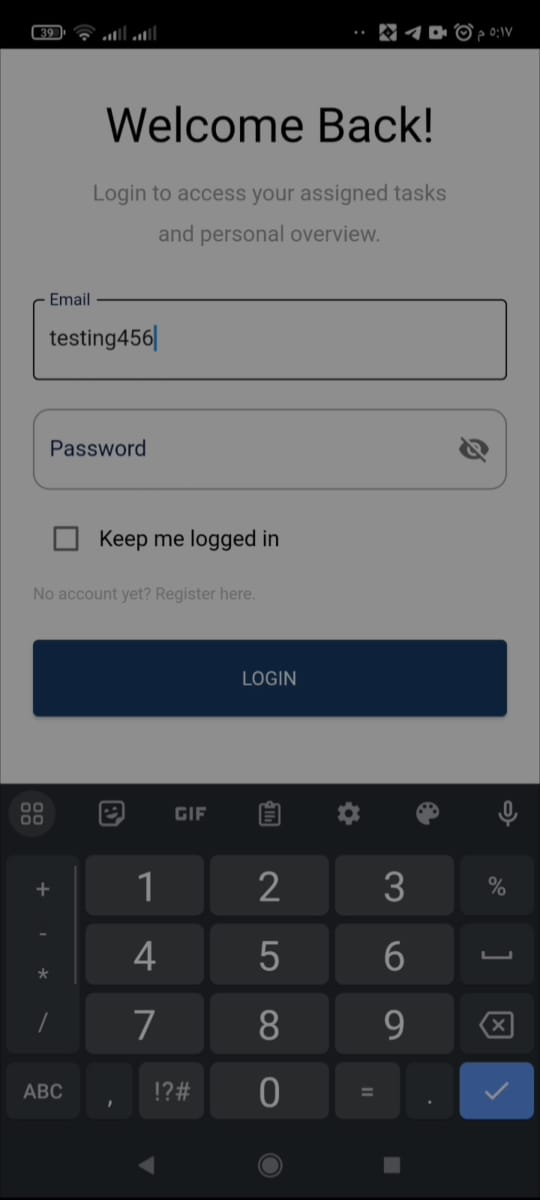 39
م ٥:١٧
Welcome Back!
Login to access your assigned tasks
and personal overview.
Email
testing456
Password
Keep me logged in
No account yet? Register here.
LOGIN
GIF
+ 1 2 3 %
-
4 5 6
*
/ 7 8 9
ABC , !?# 0 = .